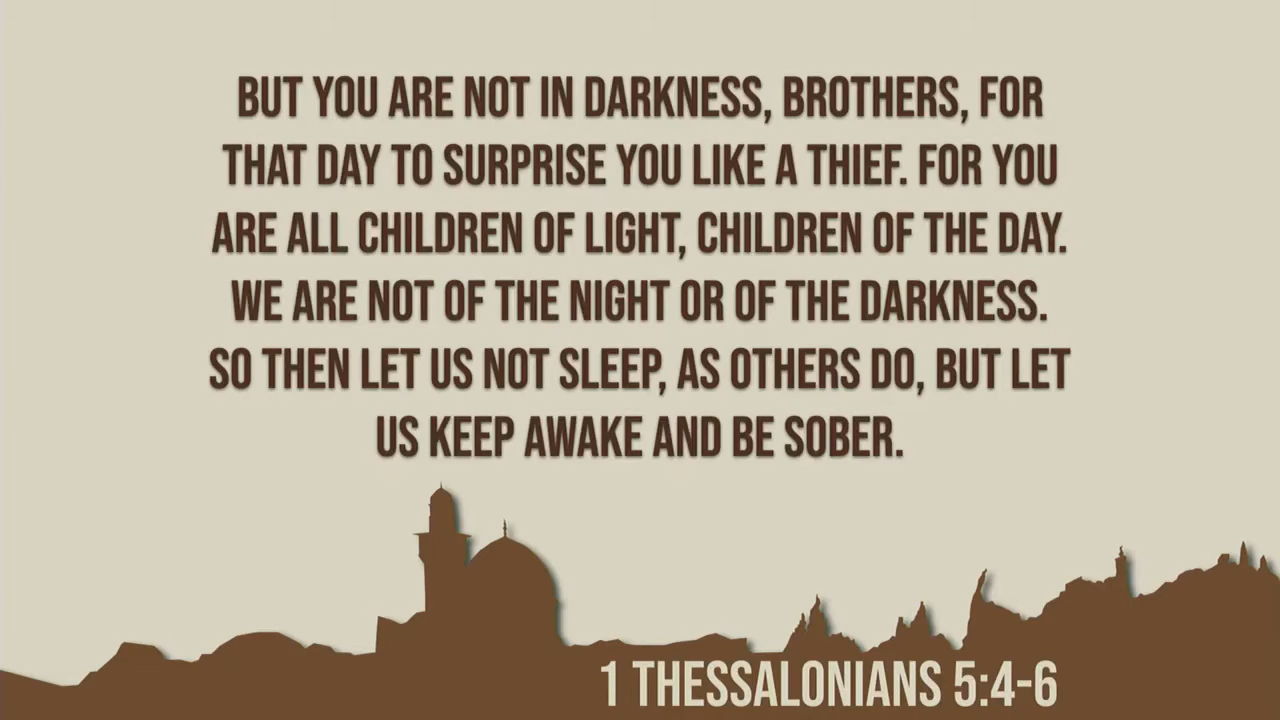 BUT YOU ARE NOT IN DARKNESS, BROTHERS, FOR
THAT DAY TO SURPRISE YOU LIKE A THIEF. FOR YOU
ARE ALL CHILDREN OF LIGHT, CHILDREN OF THE DAY.
WE ARE NOT OF THE NIGHT OR OF THE DARKNESS.
SO THEN LET US NOT SLEEP, AS OTHERS DO, BUT LET
US KEEP AWAKE AND BE SOBER.
1 THESSALONIANS 5:4-6